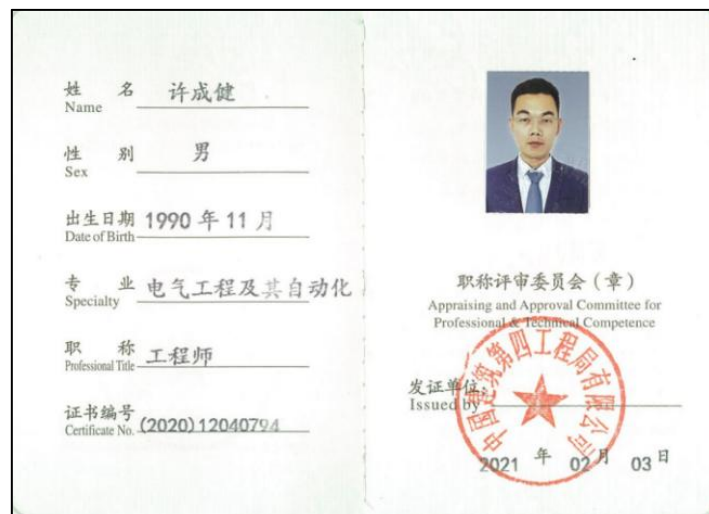 姓 名 许成健
Name
性 别 男
Sex
出生日期 1990 年 11 月
Date of Birth
专 业 电气工程及其自动化
Specialty
职 称 工程师
Professional Title
证书编号 (2020)12040794
Certificate No.
职称评审委员会(章)
Appraising and Approval Committee for
Professional & Technical Competence
中国建筑第四工程局有限公司
发证单位:
Issued by
2021 年 02 月 03 日